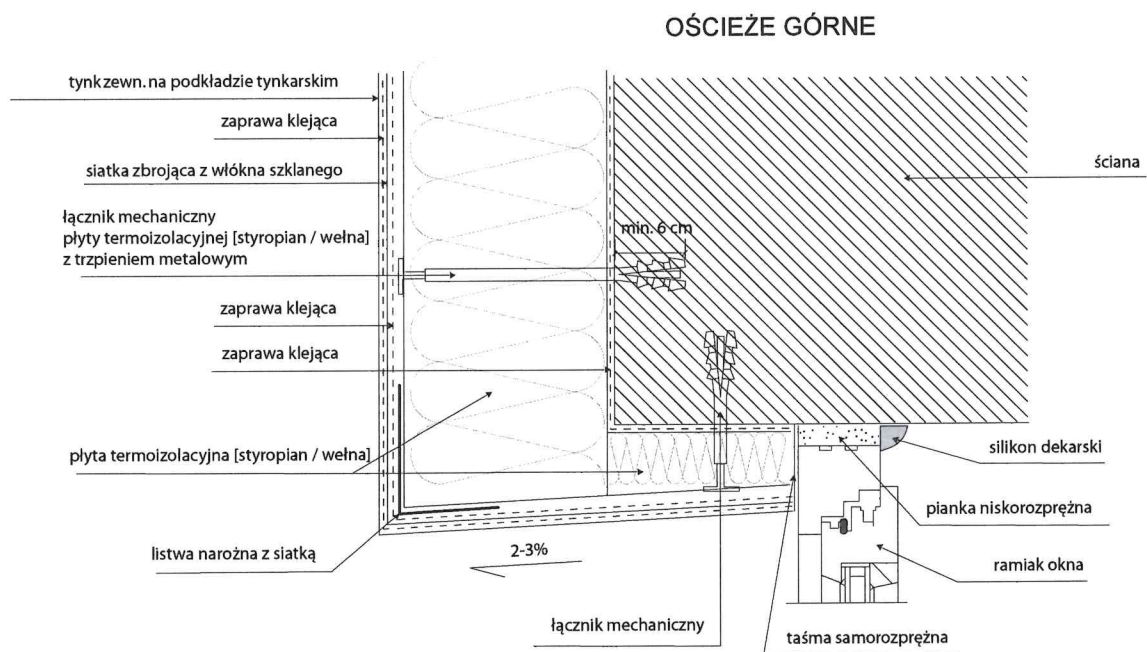 OŚCIEŻE GÓRNE
tynk zewn. na podkładzie tynkarskim
zaprawa klejąca
siatka zbrojąca z włókna szklanego
łącznik mechaniczny
płyty termoizolacyjnej [styropian / wełna]
z trzpieniem metalowym
zaprawa klejąca
zaprawa klejąca
płyta termoizolacyjna [styropian / wełna]
listwa narożna z siatką
2-3%
min. 6 cm
łącznik mechaniczny
ściana
silikon dekarski
pianka niskorozprężna
ramiak okna
taśma samorozprężna